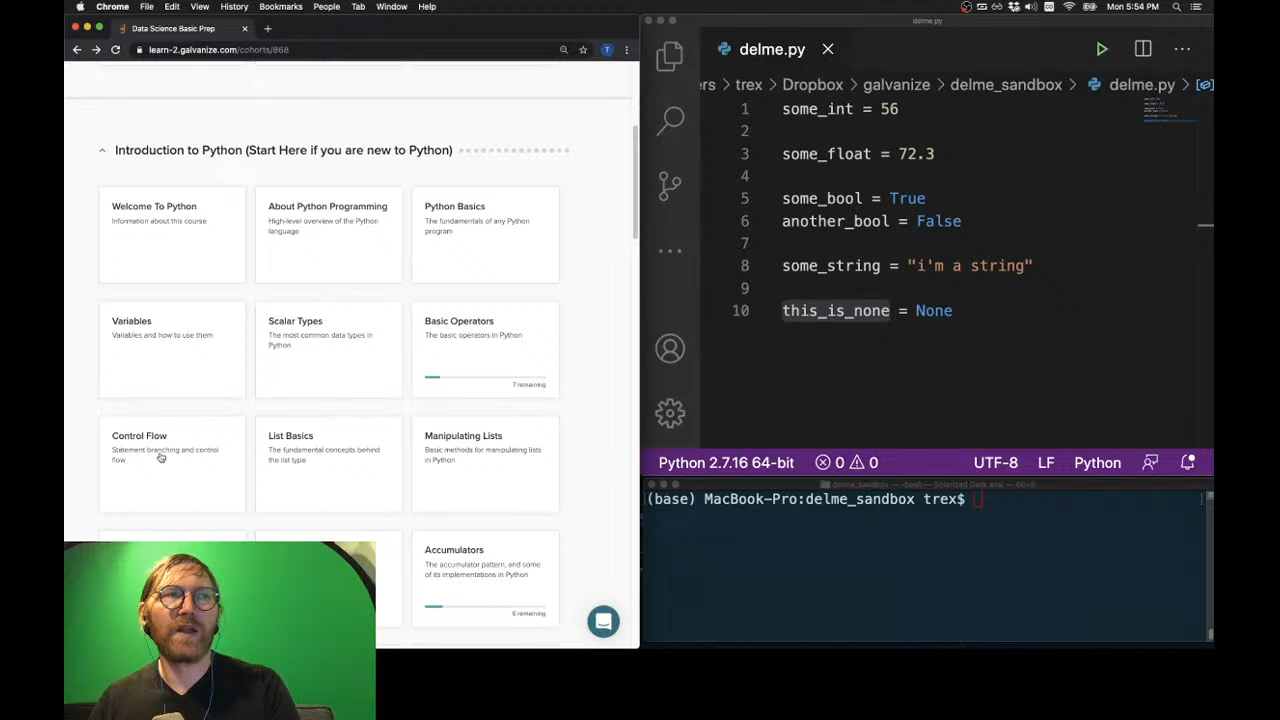 Chrome File Edit View History Bookmarks People Tab Window Help
Mon 5:54 PM
Data Science Basic Prep
learn-2.galvanize.com/cohorts/868
T
Introduction to Python (Start Here if you are new to Python)
Welcome To Python
Information about this course
About Python Programming
High-level overview of the Python
language
Python Basics
The fundamentals of any Python
program
Variables
Variables and how to use them
Scalar Types
The most common data types in
Python
Basic Operators
The basic operators in Python
7 remaining
Control Flow
Statement branching and control
flow
List Basics
The fundamental concepts behind
the list type
Manipulating Lists
Basic methods for manipulating lists
in Python
Accumulators
The accumulator pattern, and some
of its implementations in Python
6 remaining
delme.py
delme.py
ers › trex › Dropbox › galvanize › delme_sandbox › delme.py ›
1 some_int = 56
2
3 some_float = 72.3
4
5 some_bool = True
6 another_bool = False
7
8 some_string = "i'm a string"
9
10 this_is_none = None
Python 2.7.16 64-bit 0 0 UTF-8 LF Python
(base) MacBook-Pro:delme_sandbox trex$